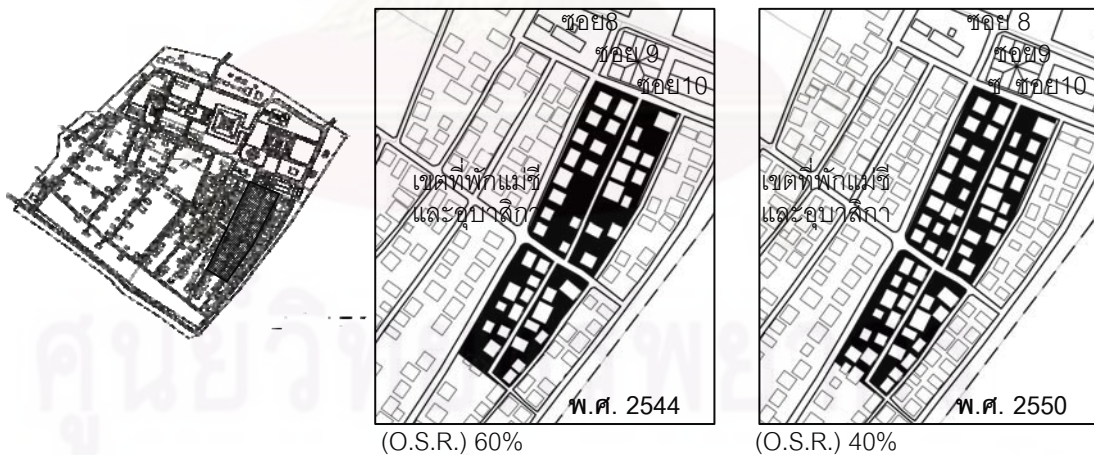 ซอย8
ซอย 9
ซอย10
เขตที่พักแม่ชี
และอุบาสิกา
พ.ศ. 2544
(O.S.R.) 60%
ซอย 8
ซอย9
ซ ซอย10
เขตที่พักแม่ชี
และอุบาสิกา
พ.ศ. 2550
(O.S.R.) 40%